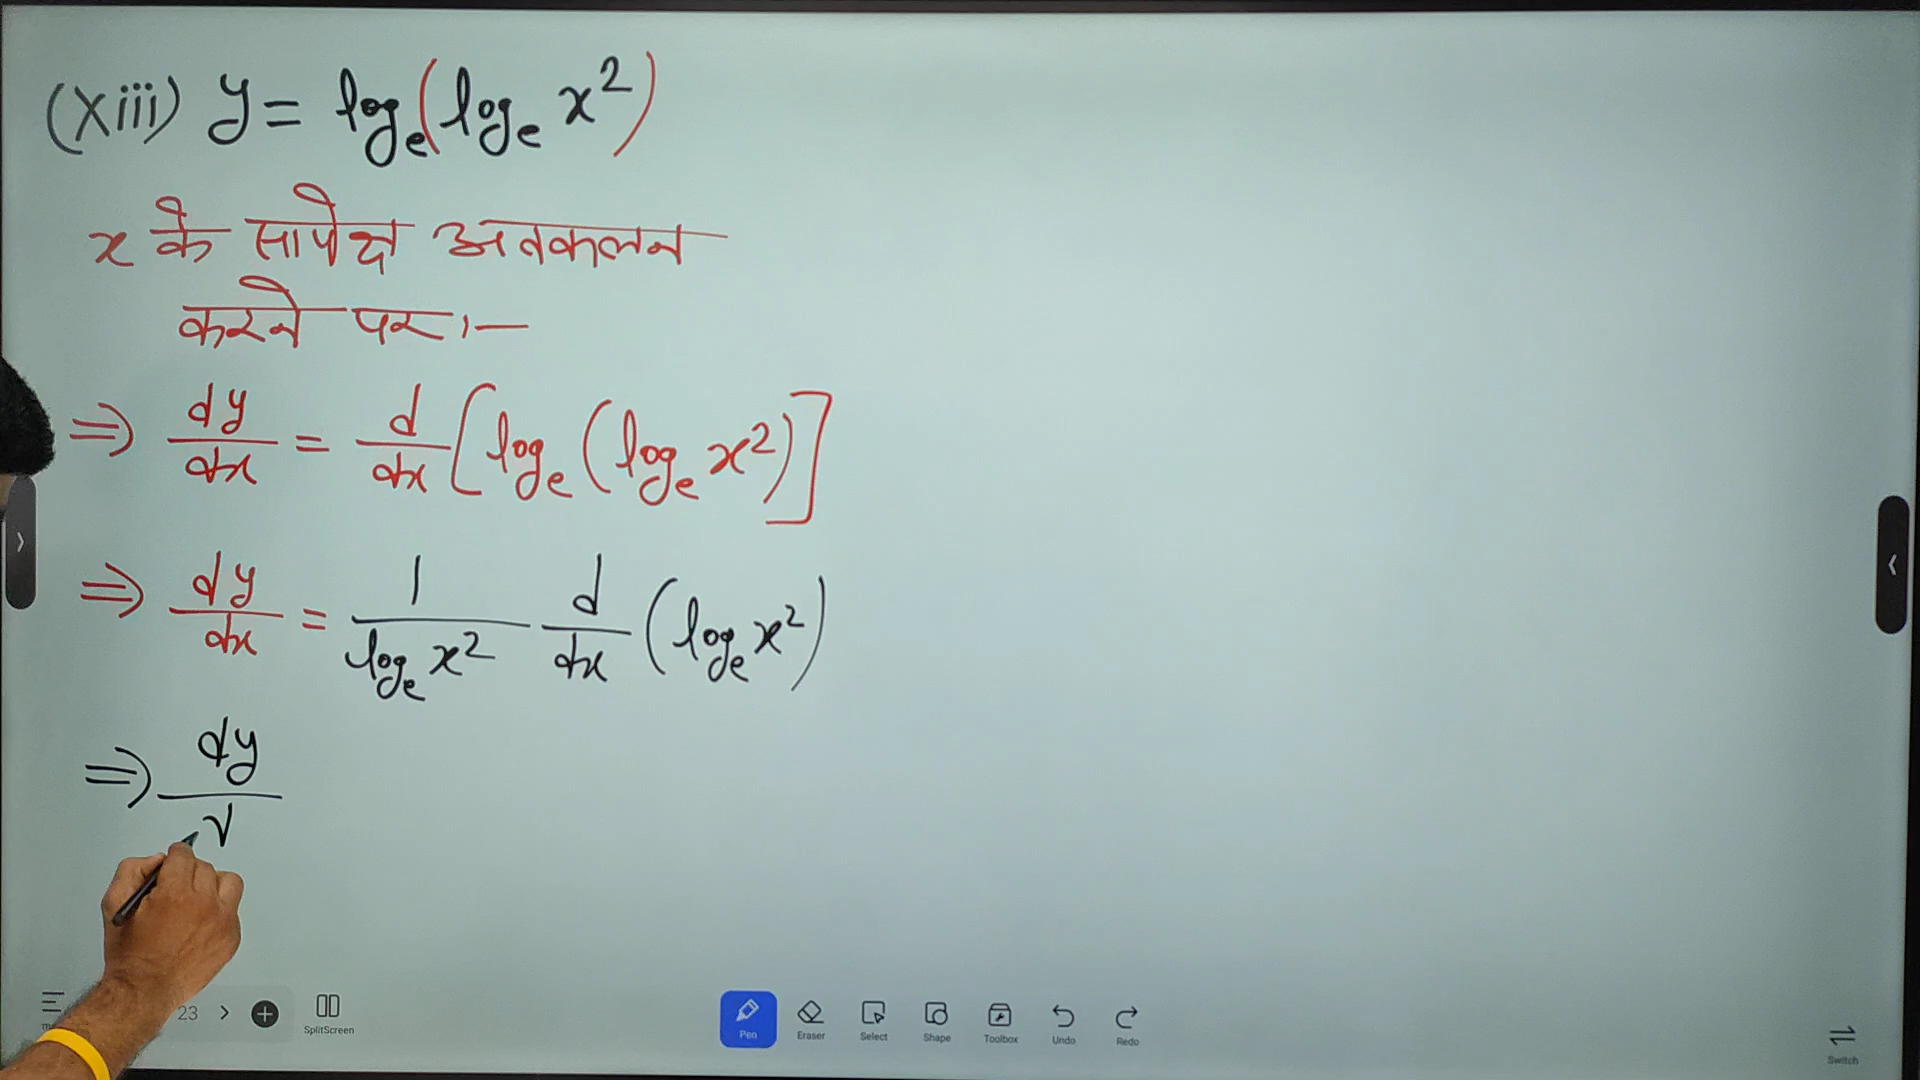 (xiii) y = logₑ(logₑ x²)
x के सापेक्ष अवकलन
करने पर।—
⇒ dy/dx = d/dx [logₑ (logₑ x²)]
⇒ dy/dx = 1/(logₑ x²) d/dx (logₑ x²)
⇒ dy
23
SplitScreen
Pen Eraser Select Shape Toolbox Undo Redo
Switch